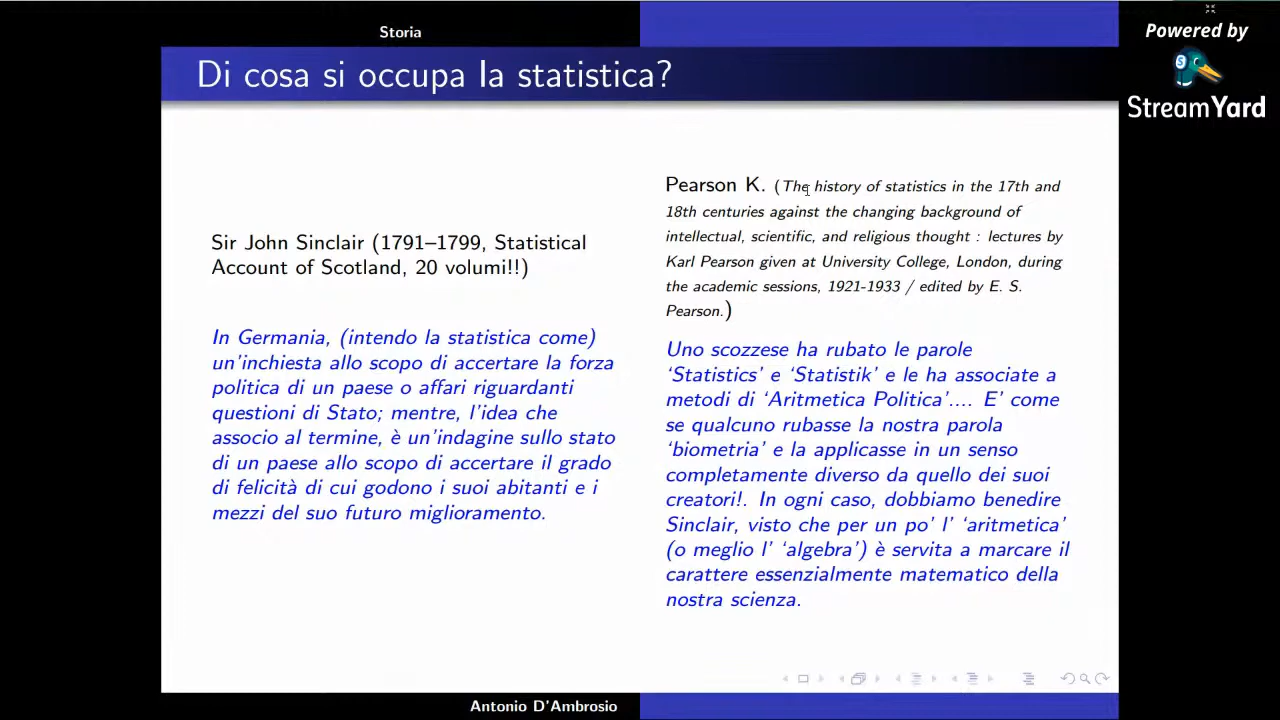 Storia
Powered by
StreamYard
Di cosa si occupa la statistica?
Sir John Sinclair (1791–1799, Statistical
Account of Scotland, 20 volumi!!)
In Germania, (intendo la statistica come)
un'inchiesta allo scopo di accertare la forza
politica di un paese o affari riguardanti
questioni di Stato; mentre, l'idea che
associo al termine, è un'indagine sullo stato
di un paese allo scopo di accertare il grado
di felicità di cui godono i suoi abitanti e i
mezzi del suo futuro miglioramento.
Pearson K. (The history of statistics in the 17th and
18th centuries against the changing background of
intellectual, scientific, and religious thought : lectures by
Karl Pearson given at University College, London, during
the academic sessions, 1921-1933 / edited by E. S.
Pearson.)
Uno scozzese ha rubato le parole
‘Statistics’ e ‘Statistik’ e le ha associate a
metodi di ‘Aritmetica Politica’.... E' come
se qualcuno rubasse la nostra parola
‘biometria’ e la applicasse in un senso
completamente diverso da quello dei suoi
creatori!. In ogni caso, dobbiamo benedire
Sinclair, visto che per un po' l' ‘aritmetica’
(o meglio l' ‘algebra’) è servita a marcare il
carattere essenzialmente matematico della
nostra scienza.
Antonio D'Ambrosio